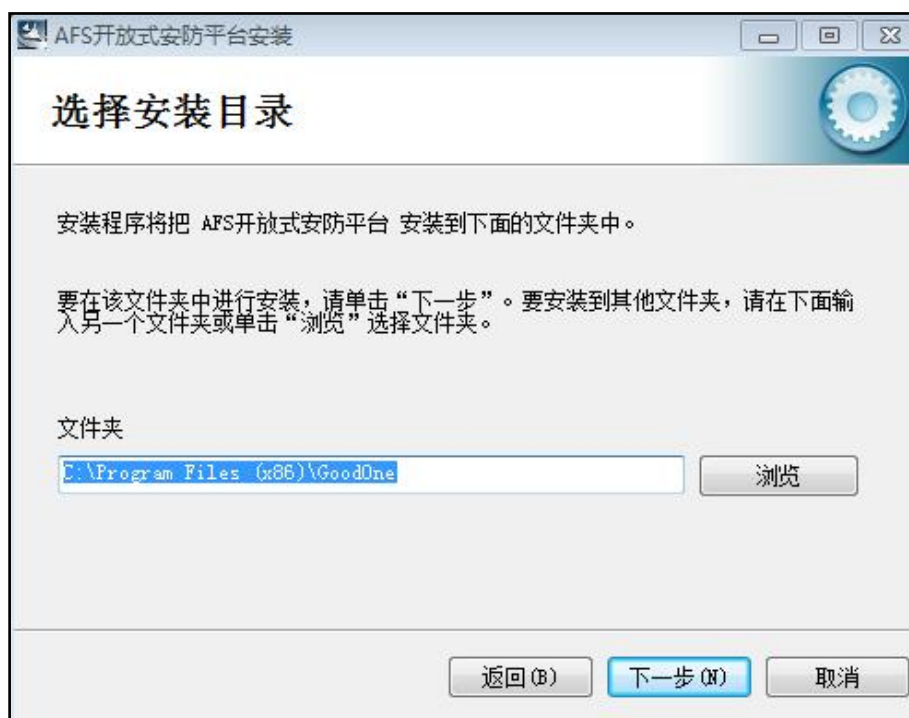 AFS开放式安防平台安装
选择安装目录
安装程序将把 AFS开放式安防平台 安装到下面的文件夹中。
要在该文件夹中进行安装，请单击“下一步”。要安装到其他文件夹，请在下面输
入另一个文件夹或单击“浏览”选择文件夹。
文件夹
C:\Program Files (x86)\GoodOne
浏览
返回(B)
下一步(N)
取消